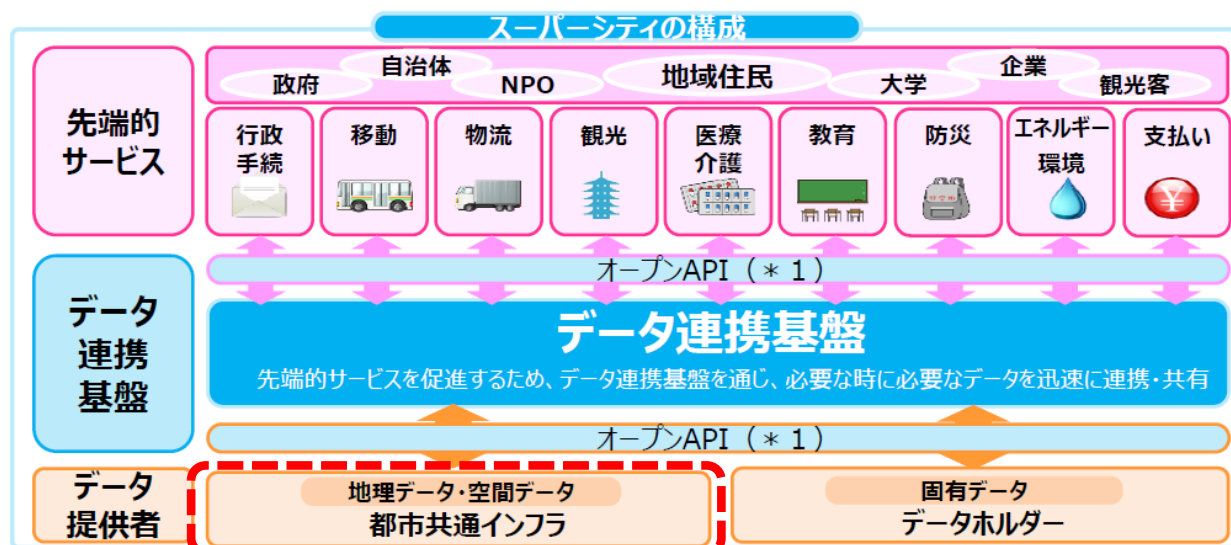 スーパーシティの構成
先端的
サービス
政府
自治体
NPO
地域住民
大学
企業
観光客
行政
手続
移動
物流
観光
医療
介護
教育
防災
エネルギー
環境
支払い
¥
オープンAPI（＊１）
データ
連携
基盤
データ連携基盤
先端的サービスを促進するため、データ連携基盤を通じ、必要な時に必要なデータを迅速に連携・共有
オープンAPI（＊１）
データ
提供者
地理データ・空間データ
都市共通インフラ
固有データ
データホルダー